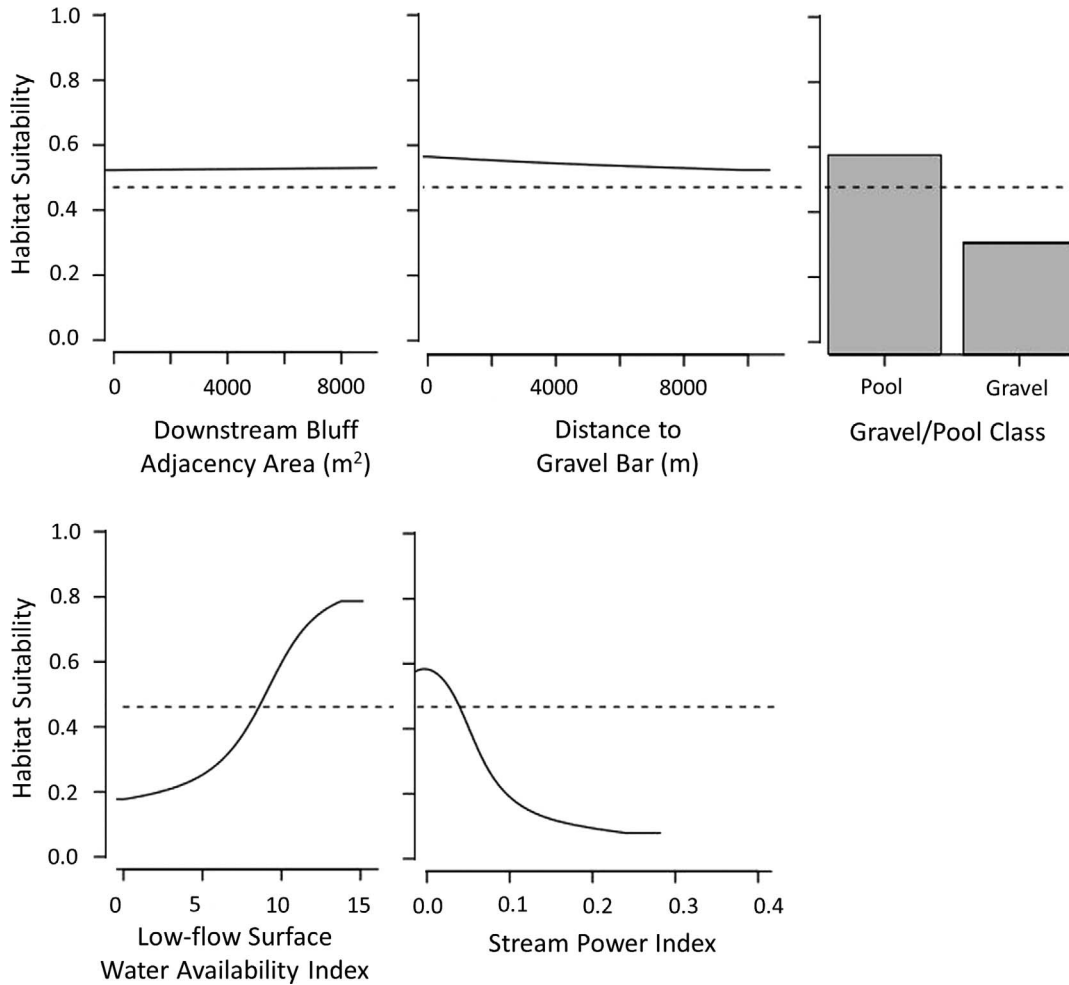 1.0
0.8
0.6
0.4
0.2
0.0
Habitat Suitability
0 4000 8000
Downstream Bluff
Adjacency Area (m²)
0 4000 8000
Distance to
Gravel Bar (m)
Pool Gravel
Gravel/Pool Class
1.0
0.8
0.6
0.4
0.2
0.0
Habitat Suitability
0 5 10 15
Low-flow Surface
Water Availability Index
0.0 0.1 0.2 0.3 0.4
Stream Power Index